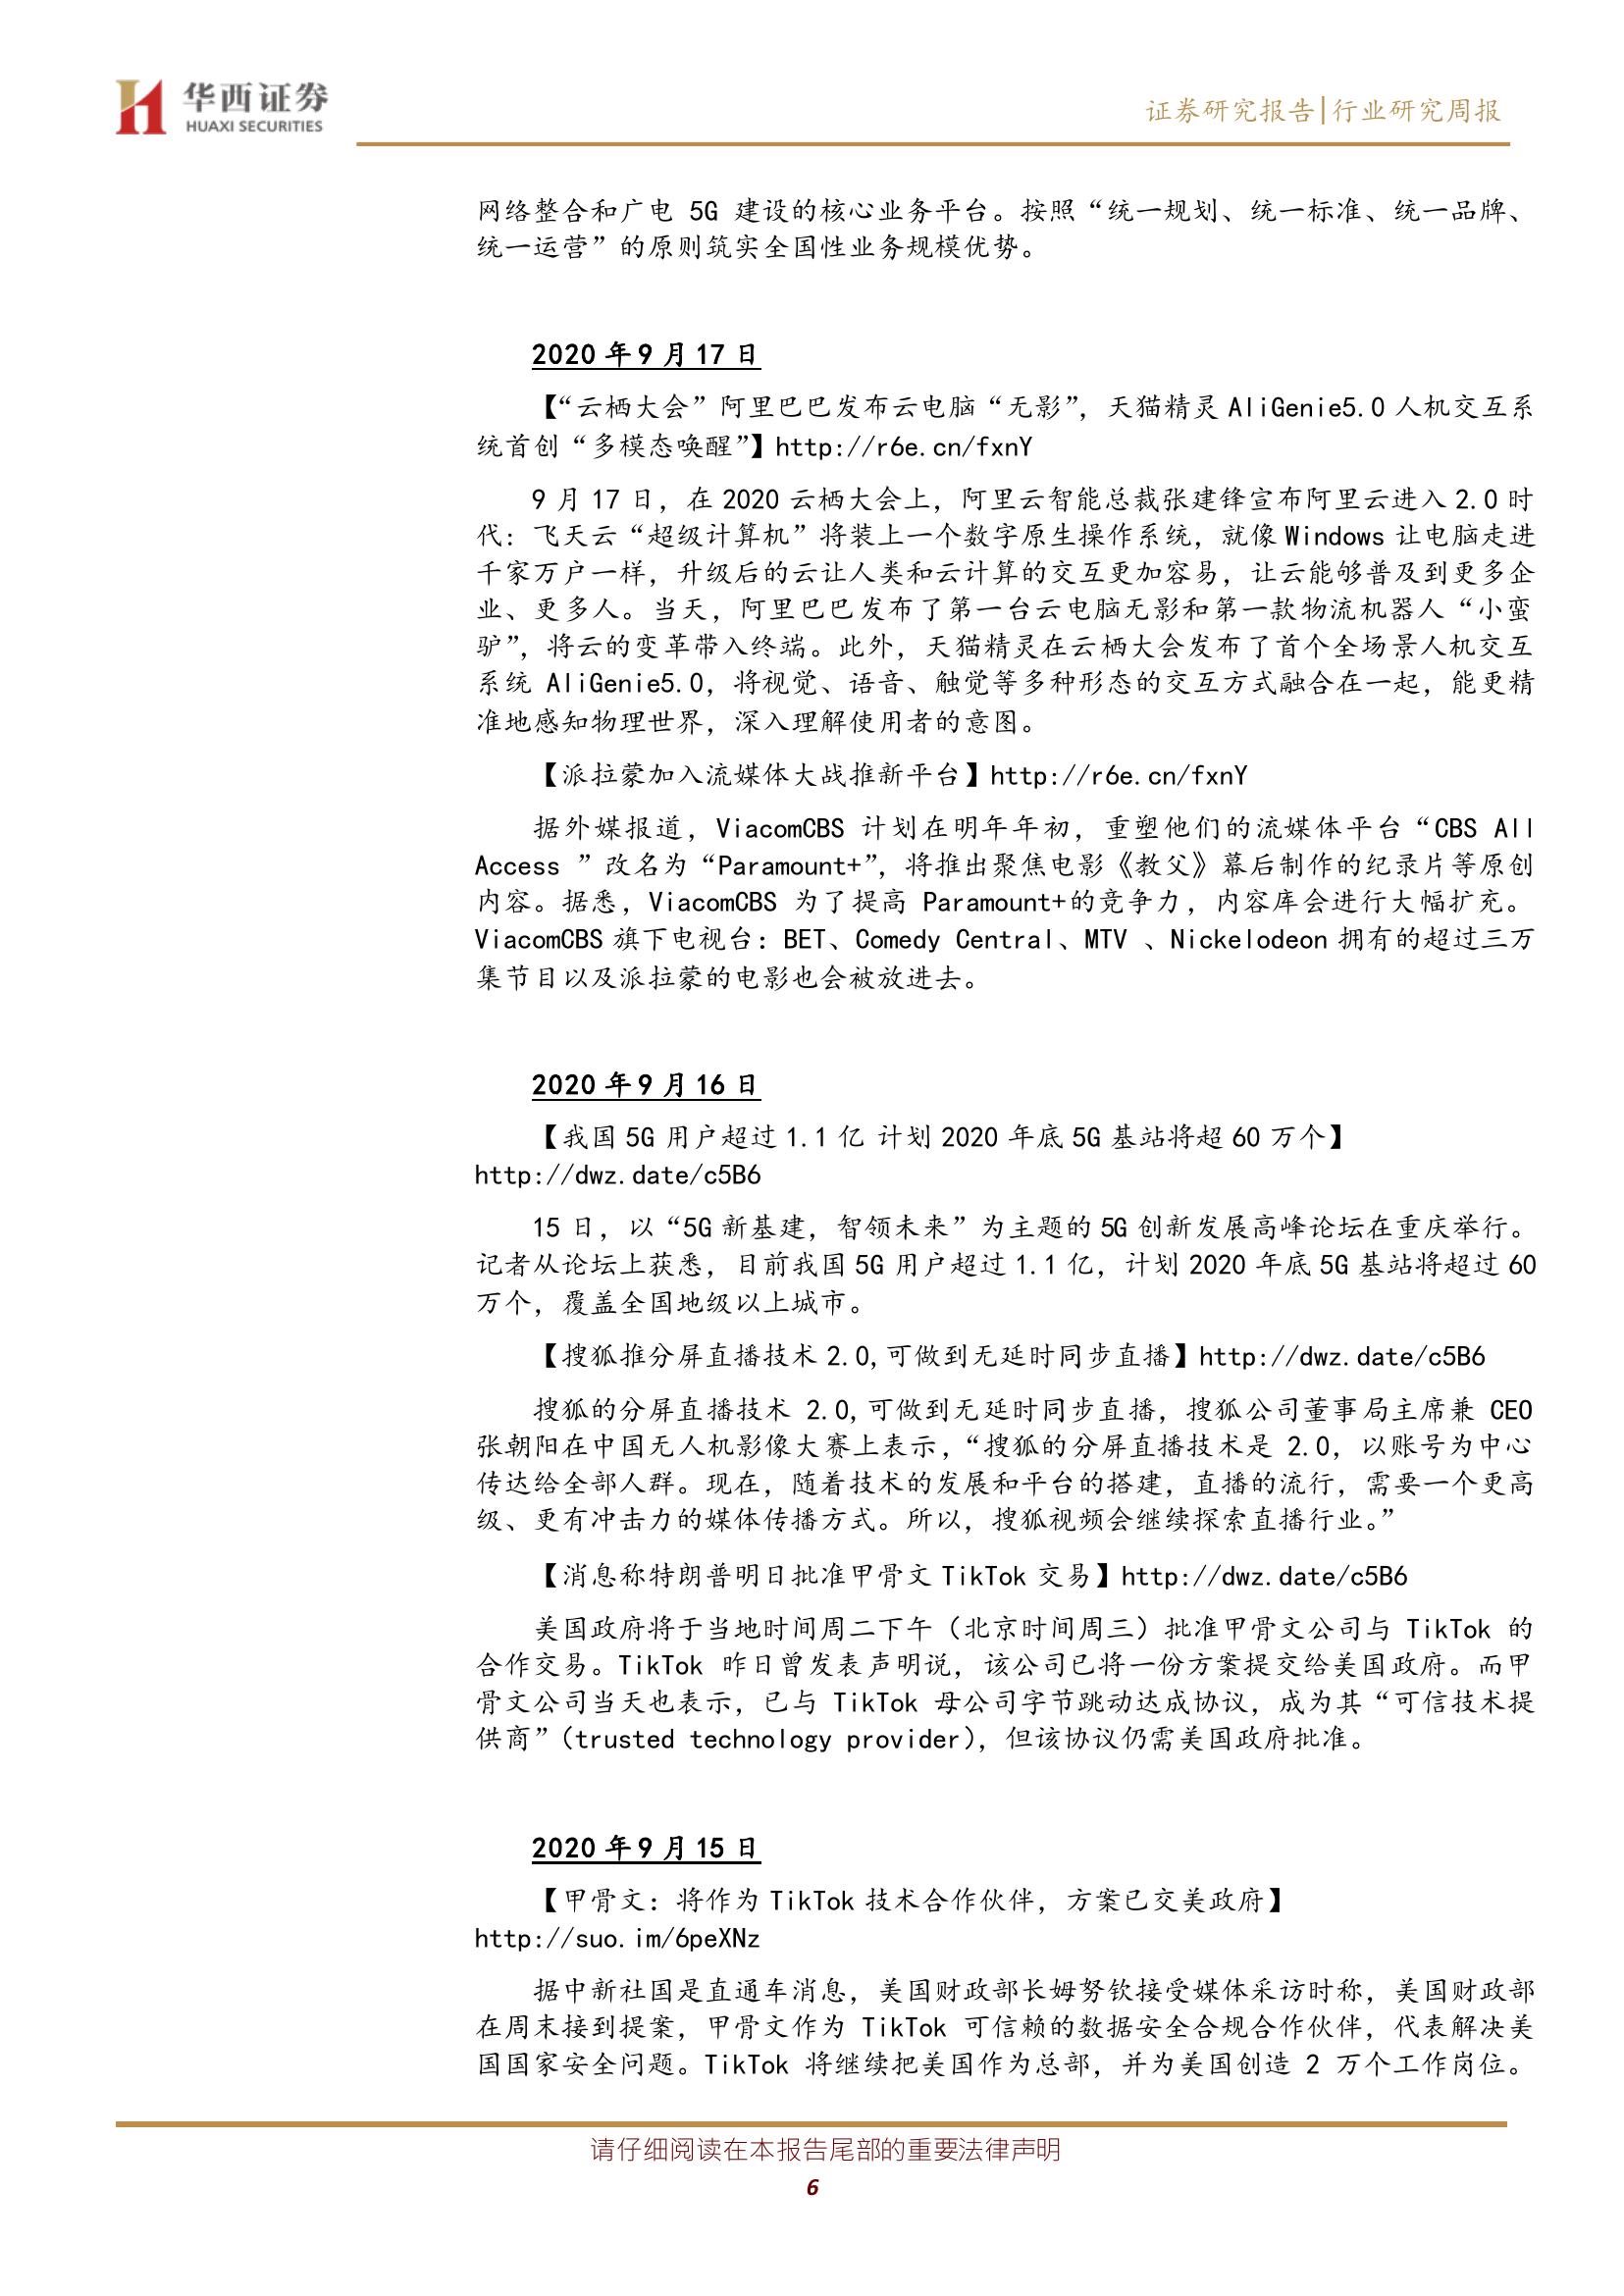 华西证券
HUAXI SECURITIES
证券研究报告|行业研究周报
网络整合和广电 5G 建设的核心业务平台。按照“统一规划、统一标准、统一品牌、
统一运营”的原则筑实全国性业务规模优势。
2020 年 9 月 17 日
【“云栖大会”阿里巴巴发布云电脑“无影”，天猫精灵 AliGenie5.0 人机交互系
统首创“多模态唤醒”】http://r6e.cn/fxnY
9 月 17 日，在 2020 云栖大会上，阿里云智能总裁张建锋宣布阿里云进入 2.0 时
代：飞天云“超级计算机”将装上一个数字原生操作系统，就像 Windows 让电脑走进
千家万户一样，升级后的云让人类和云计算的交互更加容易，让云能够普及到更多企
业、更多人。当天，阿里巴巴发布了第一台云电脑无影和第一款物流机器人“小蛮
驴”，将云的变革带入终端。此外，天猫精灵在云栖大会发布了首个全场景人机交互
系统 AliGenie5.0，将视觉、语音、触觉等多种形态的交互方式融合在一起，能更精
准地感知物理世界，深入理解使用者的意图。
【派拉蒙加入流媒体大战推新平台】http://r6e.cn/fxnY
据外媒报道，ViacomCBS 计划在明年年初，重塑他们的流媒体平台“CBS All
Access ”改名为“Paramount+”，将推出聚焦电影《教父》幕后制作的纪录片等原创
内容。据悉，ViacomCBS 为了提高 Paramount+的竞争力，内容库会进行大幅扩充。
ViacomCBS 旗下电视台：BET、Comedy Central、MTV 、Nickelodeon 拥有的超过三万
集节目以及派拉蒙的电影也会被放进去。
2020 年 9 月 16 日
【我国 5G 用户超过 1.1 亿 计划 2020 年底 5G 基站将超 60 万个】
http://dwz.date/c5B6
15 日，以“5G 新基建，智领未来”为主题的 5G 创新发展高峰论坛在重庆举行。
记者从论坛上获悉，目前我国 5G 用户超过 1.1 亿，计划 2020 年底 5G 基站将超过 60
万个，覆盖全国地级以上城市。
【搜狐推分屏直播技术 2.0,可做到无延时同步直播】http://dwz.date/c5B6
搜狐的分屏直播技术 2.0,可做到无延时同步直播，搜狐公司董事局主席兼 CEO
张朝阳在中国无人机影像大赛上表示，“搜狐的分屏直播技术是 2.0，以账号为中心
传达给全部人群。现在，随着技术的发展和平台的搭建，直播的流行，需要一个更高
级、更有冲击力的媒体传播方式。所以，搜狐视频会继续探索直播行业。”
【消息称特朗普明日批准甲骨文 TikTok 交易】http://dwz.date/c5B6
美国政府将于当地时间周二下午（北京时间周三）批准甲骨文公司与 TikTok 的
合作交易。TikTok 昨日曾发表声明说，该公司已将一份方案提交给美国政府。而甲
骨文公司当天也表示，已与 TikTok 母公司字节跳动达成协议，成为其“可信技术提
供商”（trusted technology provider），但该协议仍需美国政府批准。
2020 年 9 月 15 日
【甲骨文：将作为 TikTok 技术合作伙伴，方案已交美政府】
http://suo.im/6peXNz
据中新社国是直通车消息，美国财政部长姆努钦接受媒体采访时称，美国财政部
在周末接到提案，甲骨文作为 TikTok 可信赖的数据安全合规合作伙伴，代表解决美
国国家安全问题。TikTok 将继续把美国作为总部，并为美国创造 2 万个工作岗位。
请仔细阅读在本报告尾部的重要法律声明
6